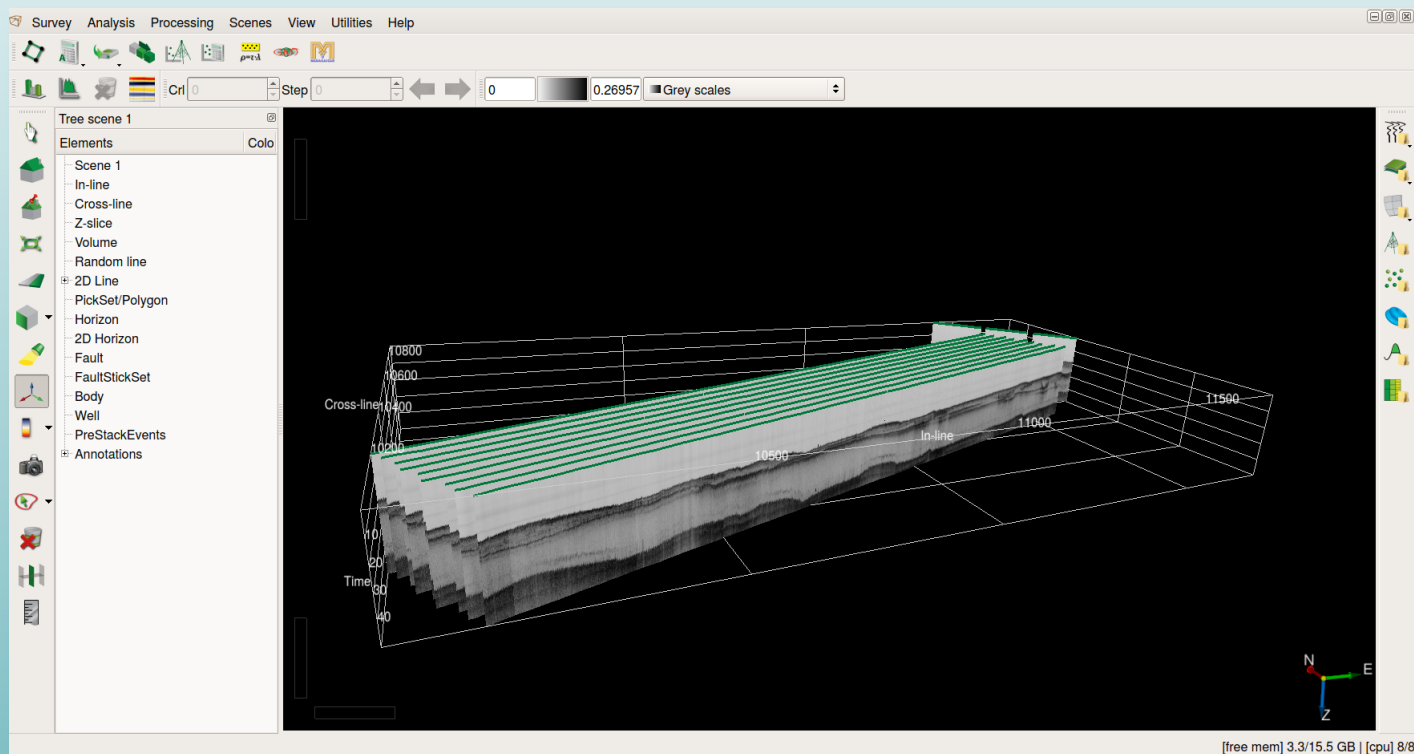 Survey Analysis Processing Scenes View Utilities Help
A
ρ=τ·λ
M
Crl 0 Step 0 0 0.26957 Grey scales
Tree scene 1
Elements Colo
Scene 1
In-line
Cross-line
Z-slice
Volume
Random line
2D Line
PickSet/Polygon
Horizon
2D Horizon
Fault
FaultStickSet
Body
Well
PreStackEvents
Annotations
10800
10600
Cross-line 10400
10200
11500
11000
In-line
10500
10
20
Time
30
40
N
E
Z
[free mem] 3.3/15.5 GB | [cpu] 8/8